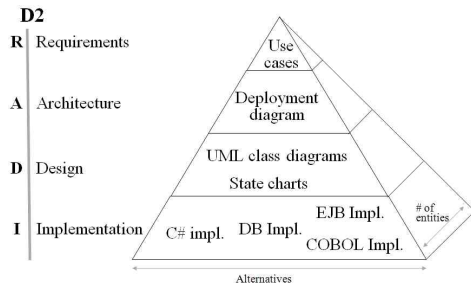 D2
R Requirements
A Architecture
D Design
I Implementation
Use
cases
Deployment
diagram
UML class diagrams
State charts
C# impl.
DB Impl.
EJB Impl.
COBOL Impl.
# of
entities
Alternatives